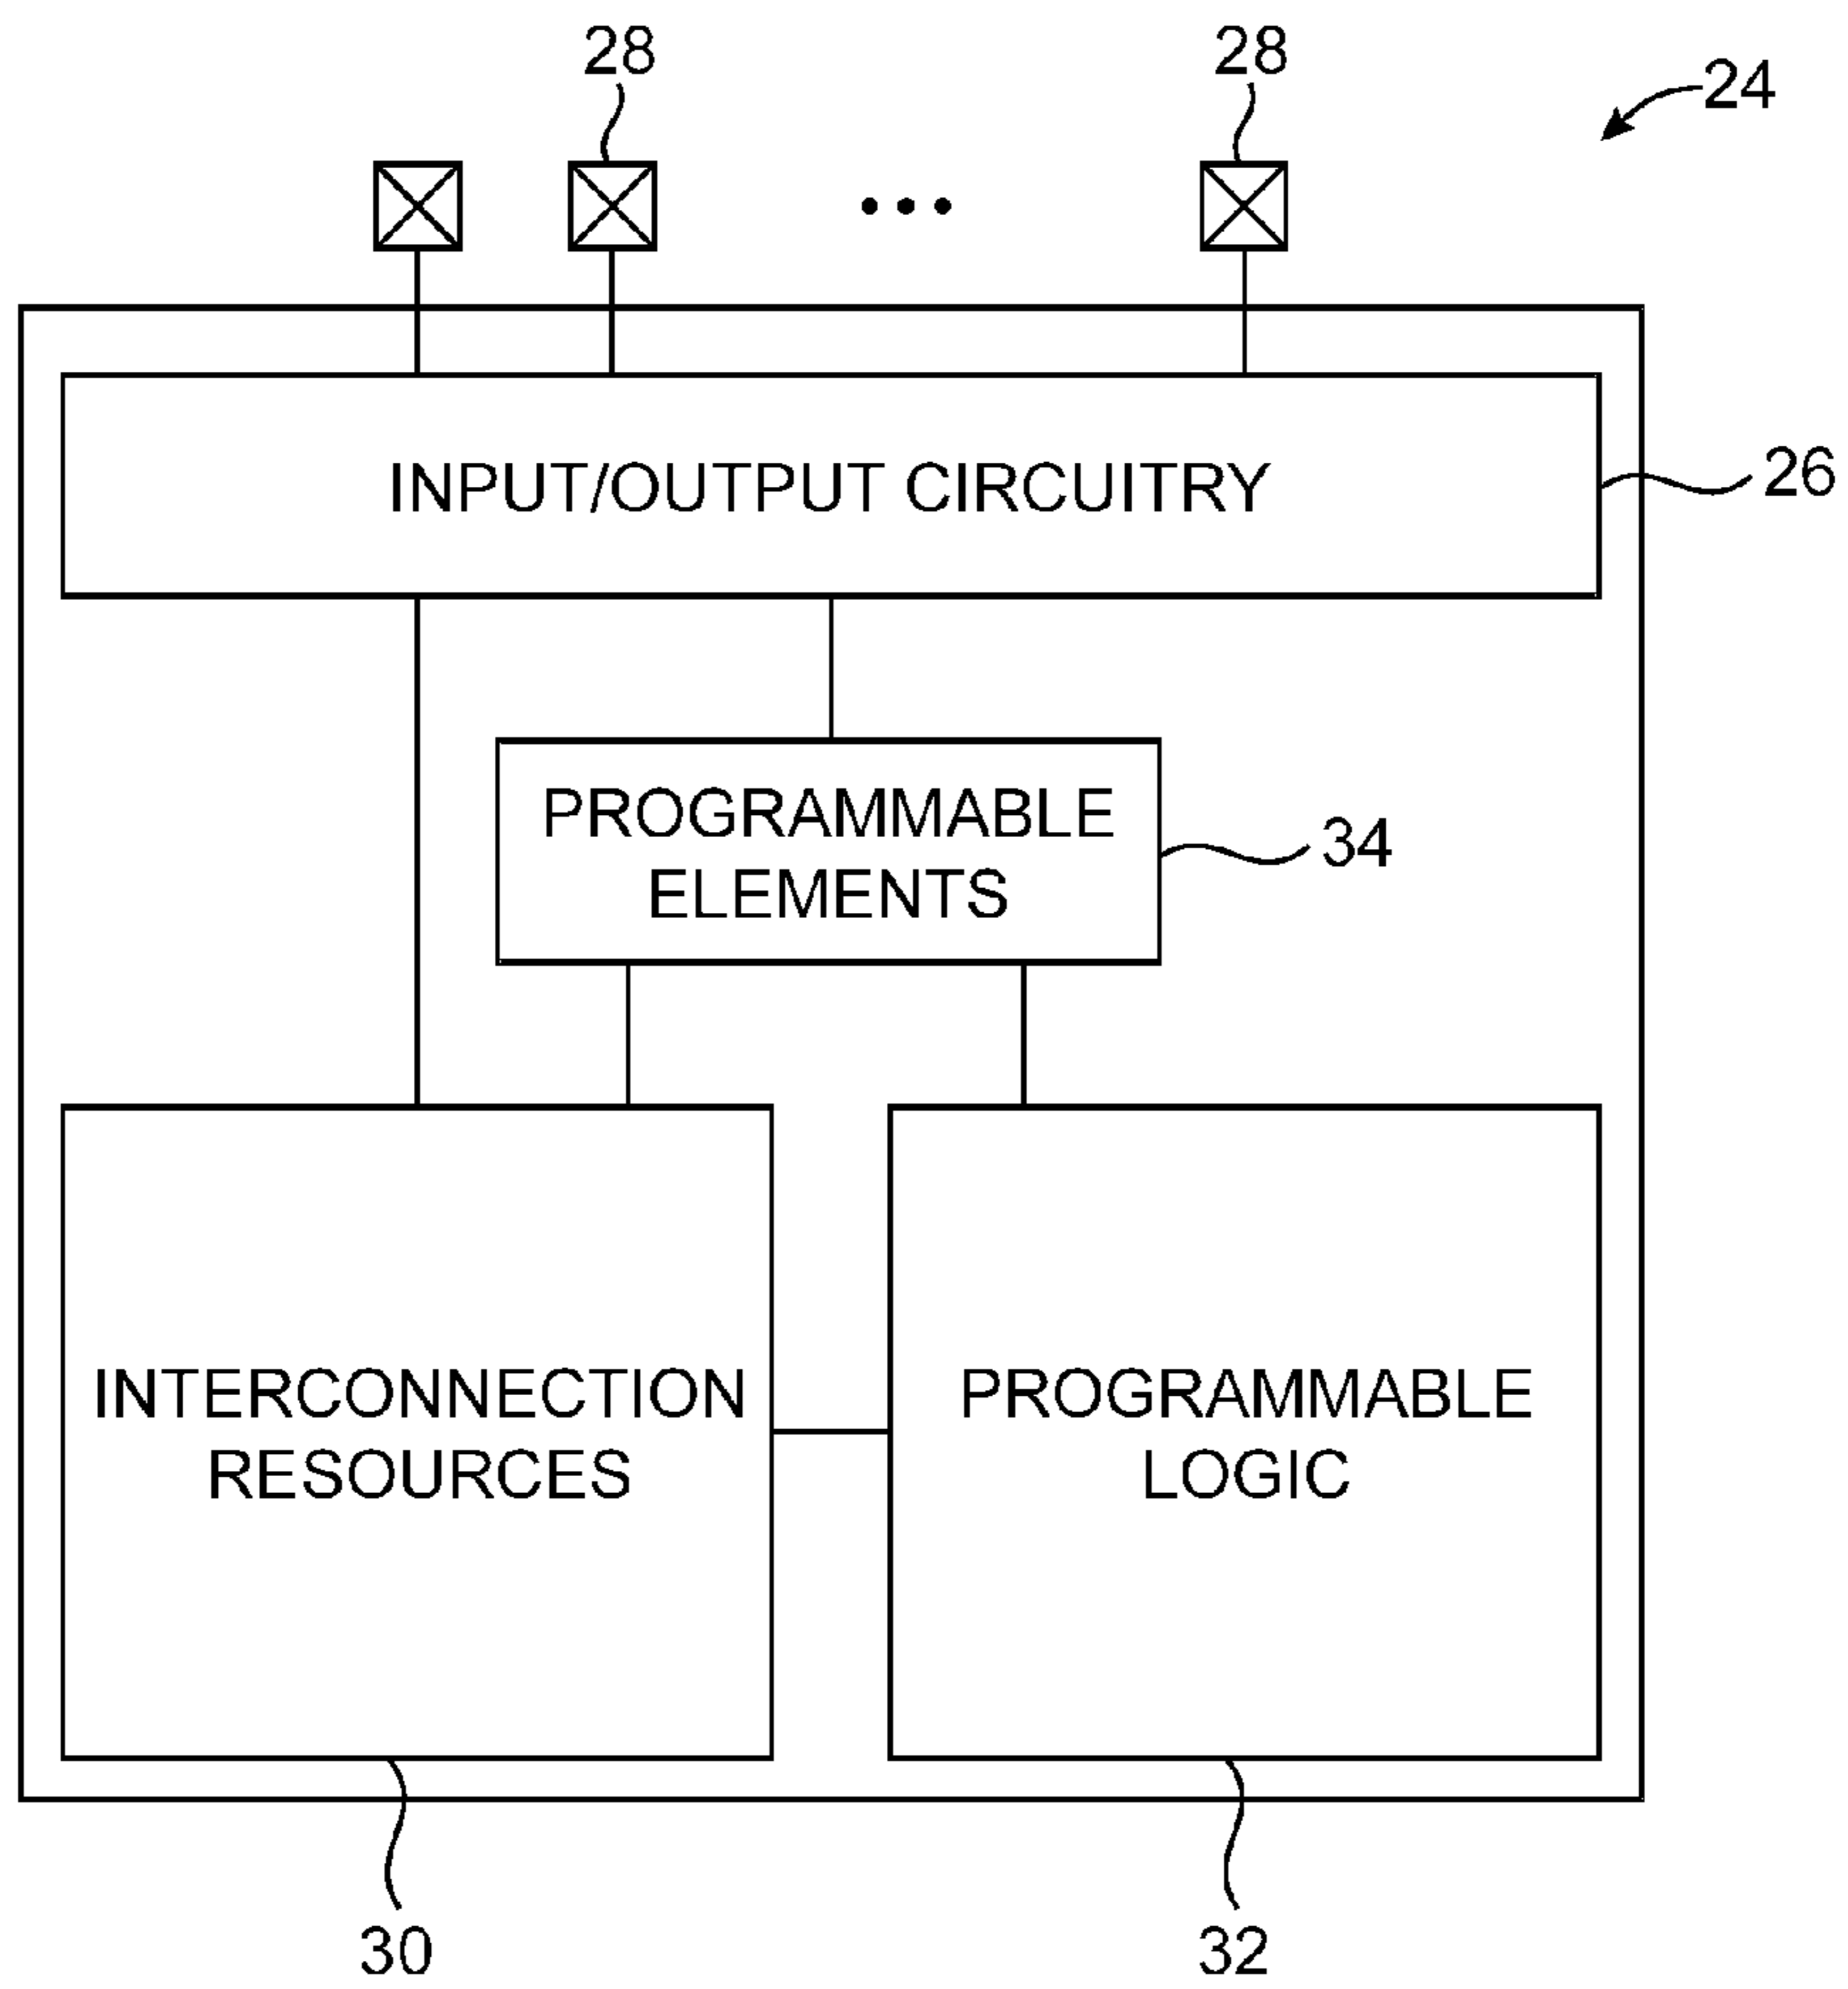 28
28
24
INPUT/OUTPUT CIRCUITRY
26
PROGRAMMABLE
ELEMENTS
34
INTERCONNECTION
RESOURCES
PROGRAMMABLE
LOGIC
30
32